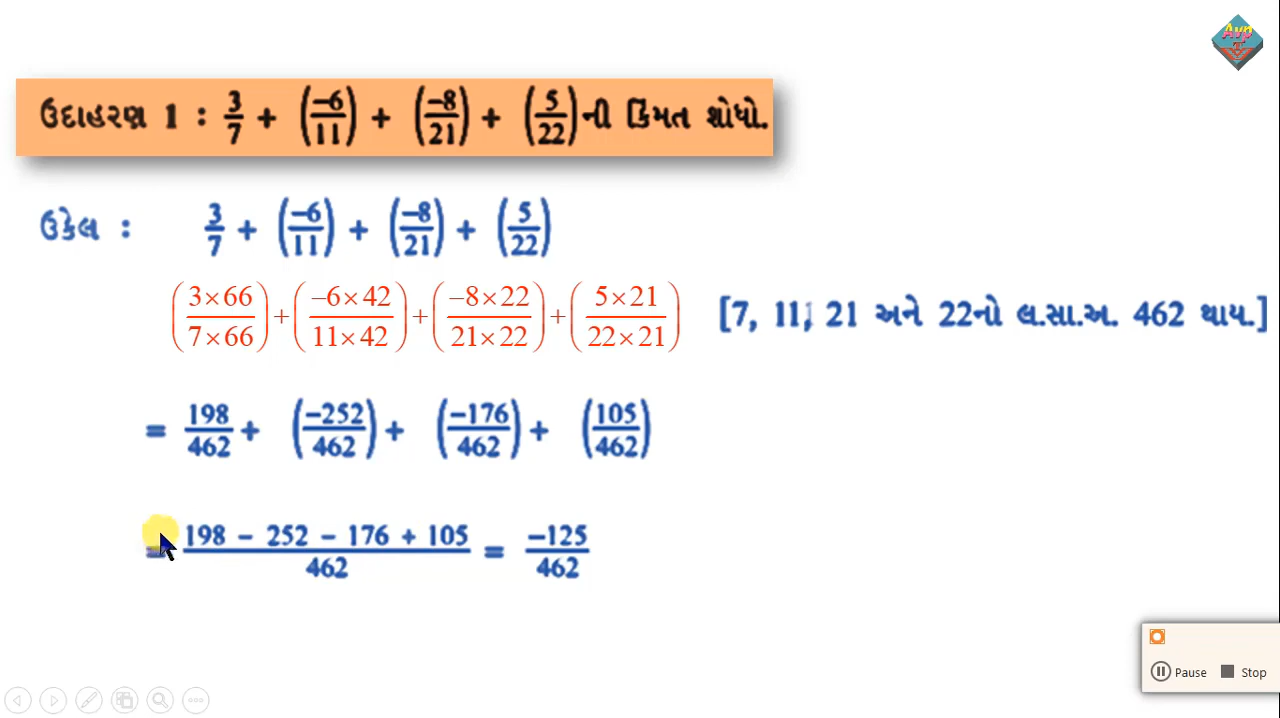 Avp
ઉદાહરણ 1 : 3/7 + (−6/11) + (−8/21) + (5/22) ની કિંમત શોધો.
ઉકેલ : 3/7 + (−6/11) + (−8/21) + (5/22)
(3×66/7×66) + (−6×42/11×42) + (−8×22/21×22) + (5×21/22×21) [7, 11, 21 અને 22નો લ.સા.અ. 462 થાય.]
= 198/462 + (−252/462) + (−176/462) + (105/462)
= 198 − 252 − 176 + 105/462 = −125/462
Pause Stop